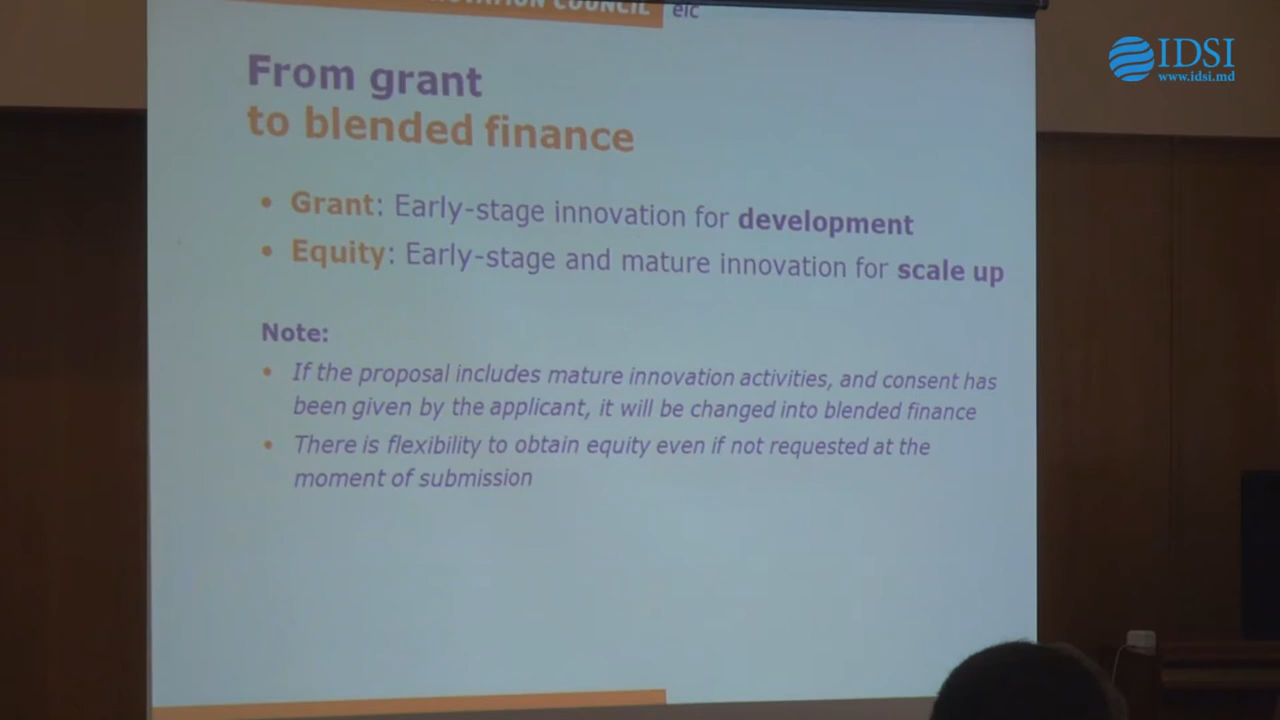 COUNCIL eic
IDSI
www.idsi.md
From grant
to blended finance
• Grant: Early-stage innovation for development
• Equity: Early-stage and mature innovation for scale up
Note:
• If the proposal includes mature innovation activities, and consent has
been given by the applicant, it will be changed into blended finance
• There is flexibility to obtain equity even if not requested at the
moment of submission